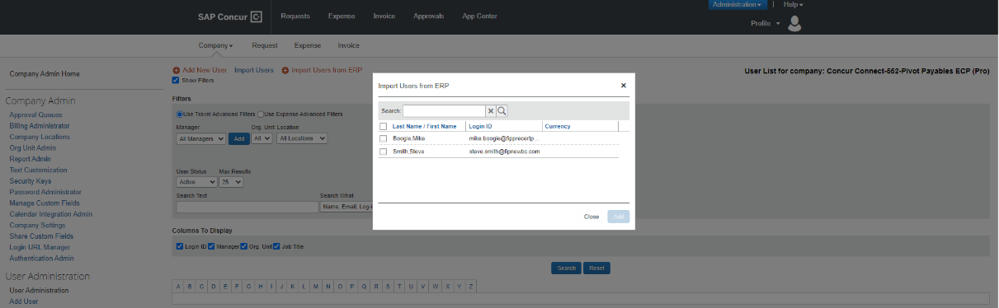 Administration
Help
SAP Concur
Requests
Expense
Invoice
Approvals
App Center
Profile
Company
Request
Expense
Invoice
Company Admin Home
Add New User
Import Users
Import Users from ERP
Show Filters
User List for company: Concur Connect-552-Pivot Payables ECP (Pro)
Company Admin
Approval Queues
Billing Administrator
Company Locations
Org Unit Admin
Report Admin
Text Customization
Security Keys
Password Administrator
Manage Custom Fields
Calendar Integration Admin
Company Settings
Share Custom Fields
Login URL Manager
Authentication Admin
User Administration
User Administration
Add User
Filters
Use Travel Advanced Filters
Use Expense Advanced Filters
Manager:
Org. Unit:
Location
All Managers
Add
All
All Locations
User Status
Max Results
Active
25
Search Text
Search What
Name, Email, Log-i
Columns To Display
Login ID
Manager
Org. Unit
Job Title
Search
Reset
A B C D E F G H I J K L M N O P Q R S T U V W X Y Z
Import Users from ERP
Search:
Last Name / First Name
Login ID
Currency
Boogie,Mike
mike.boogie@fipprecertp...
Smith,Steve
steve.smith@fipnewbc.com
Close
Add